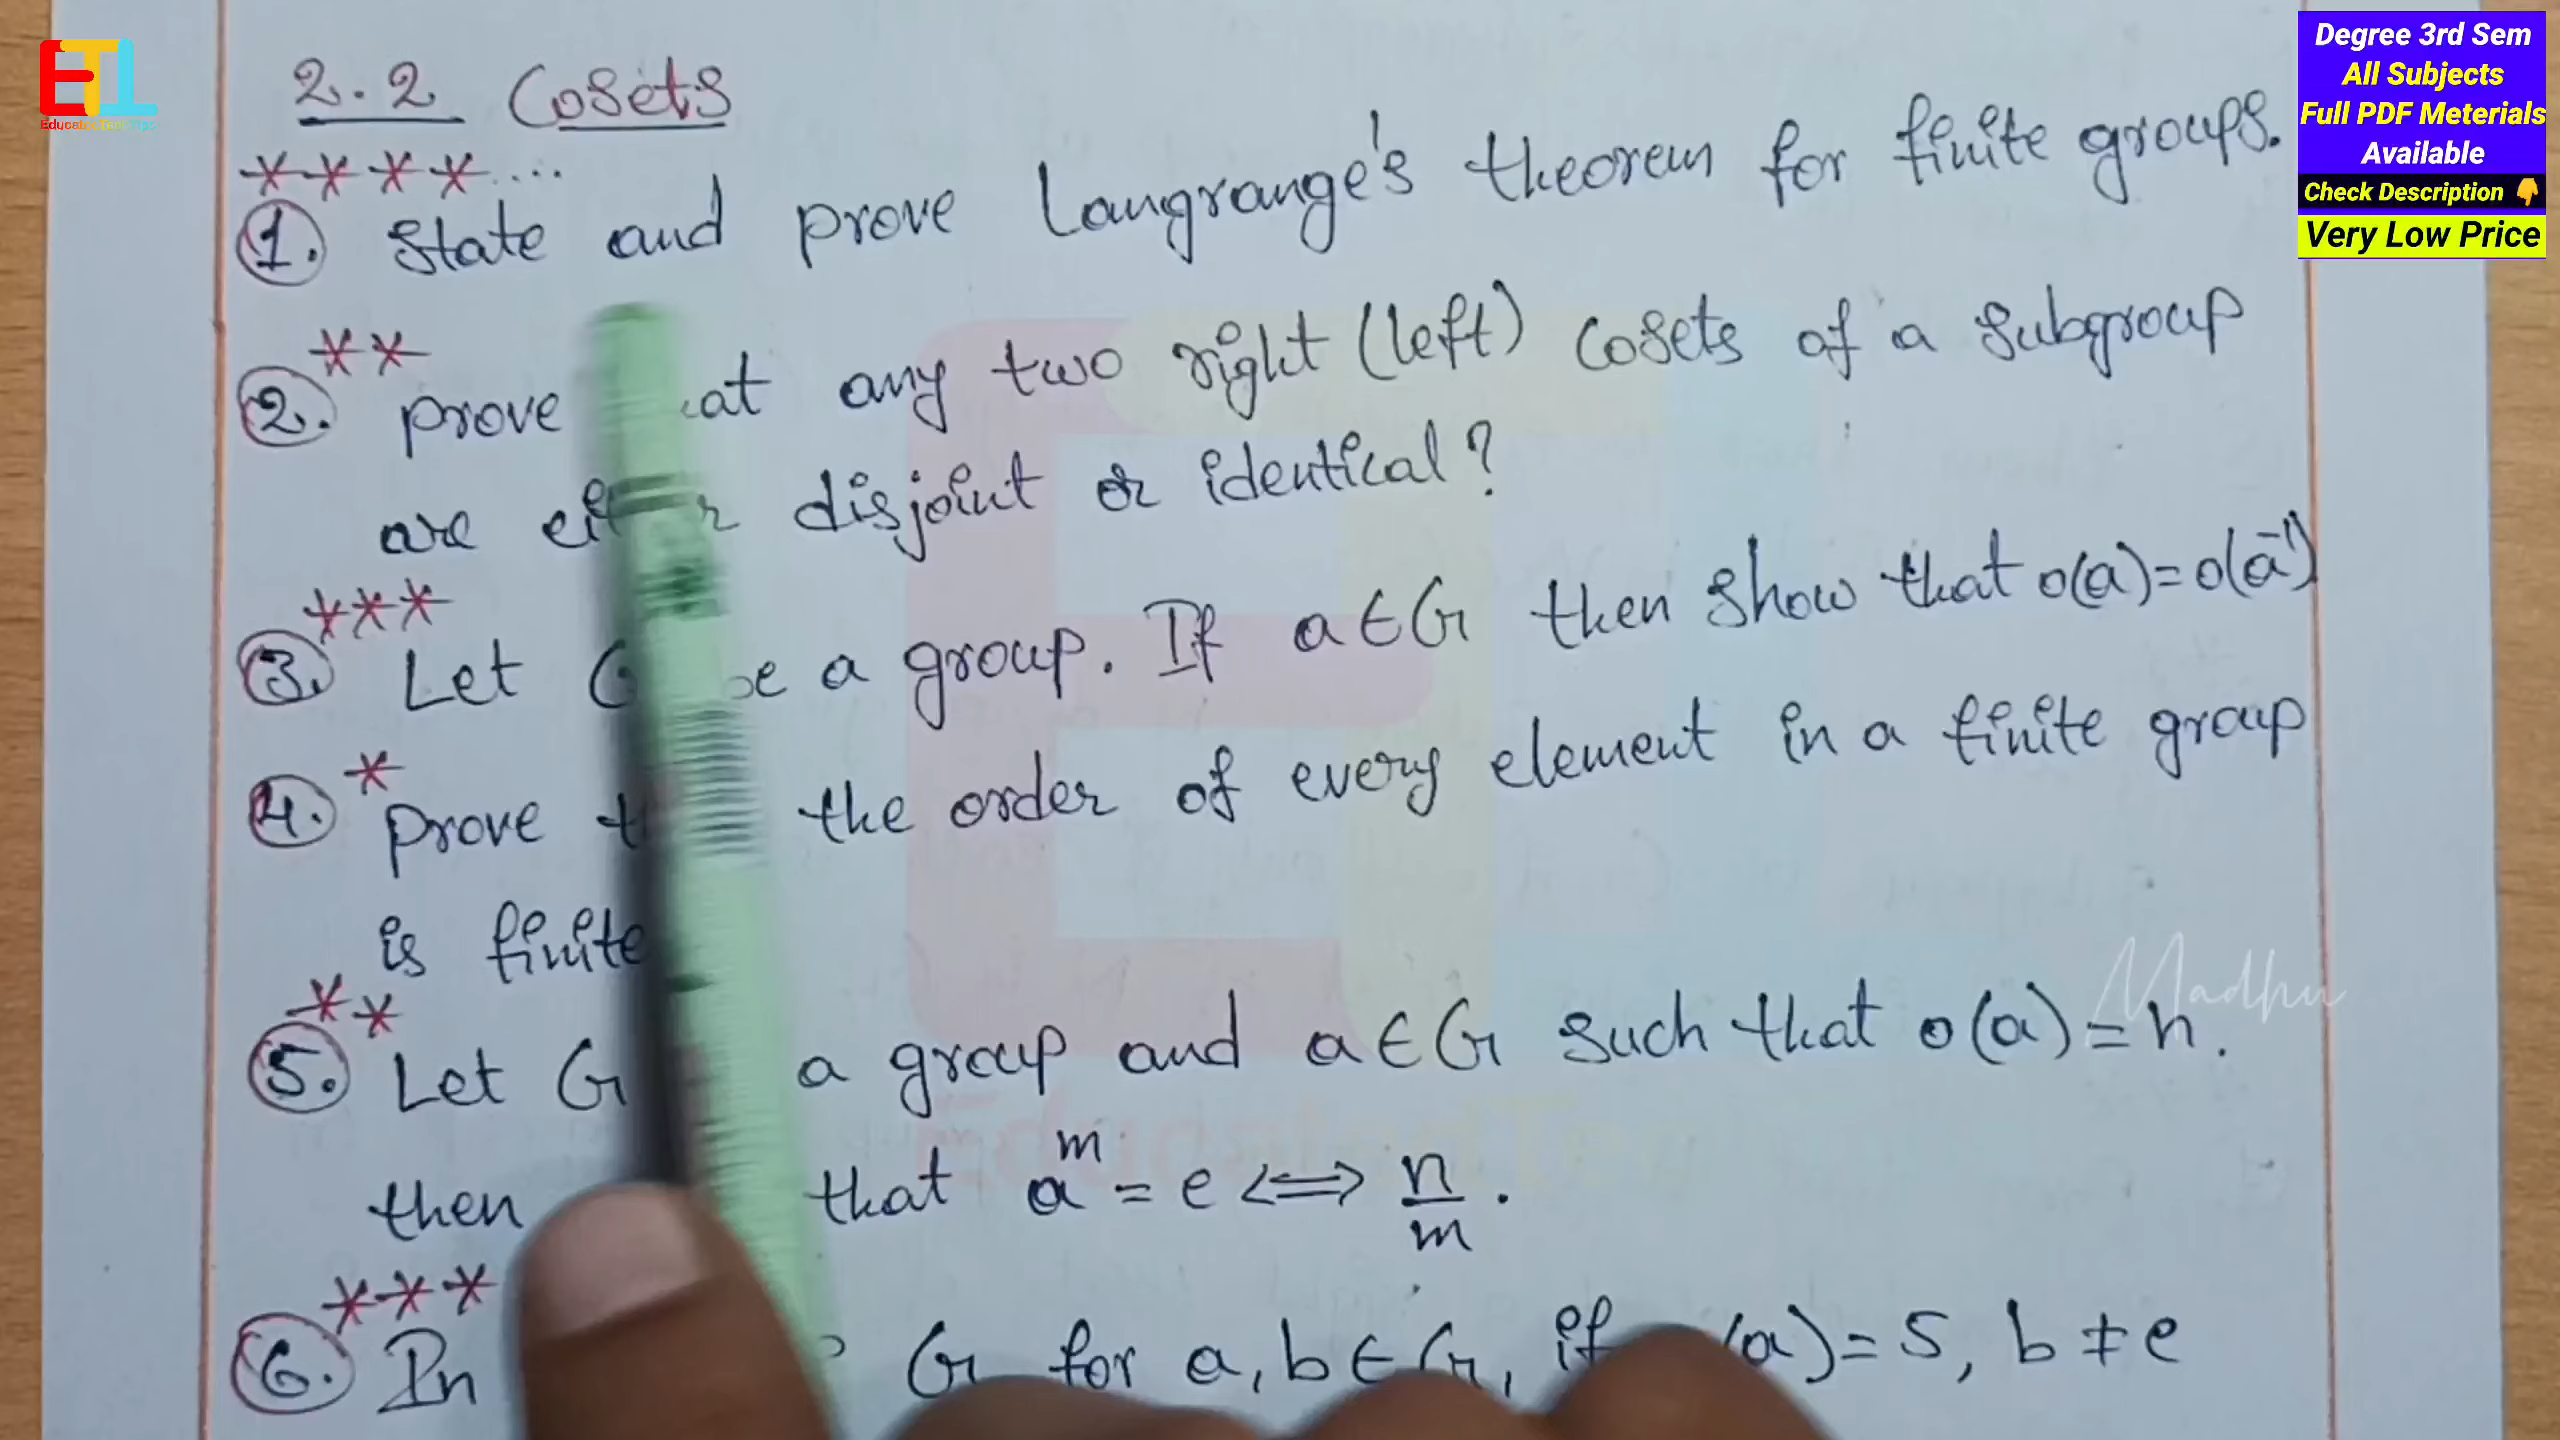 2.2 Cosets
****....
1. State and prove Langrange's theorem for finite groups.
**
2. prove at any two right (left) cosets of a subgroup
are disjoint or identical?
***
3. Let a group. If a∈G then show that o(a)=o(a⁻¹)
*
4. prove the order of every element in a finite group
is finite
**
5. Let G a group and a∈G such that o(a)=n.
then that aᵐ = e <=> n/m.
***
6. In G for a,b∈G, if (a)=5, b≠e
Madhu
Degree 3rd Sem
All Subjects
Full PDF Meterials
Available
Check Description 👇
Very Low Price